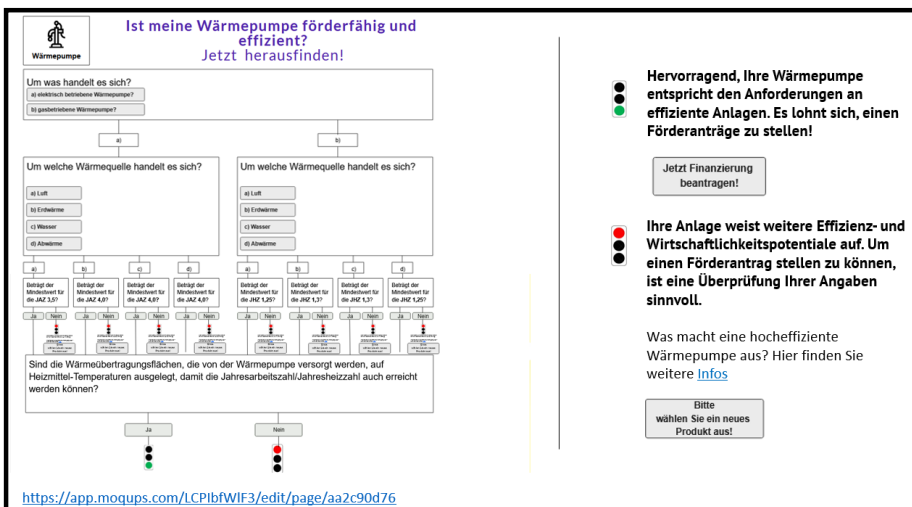 Ist meine Wärmepumpe förderfähig und
effizient?
Jetzt herausfinden!
Wärmepumpe
Um was handelt es sich?
a) elektrisch betriebene Wärmepumpe?
b) gasbetriebene Wärmepumpe?
a)
b)
Um welche Wärmequelle handelt es sich?
a) Luft
b) Erdwärme
c) Wasser
d) Abwärme
Um welche Wärmequelle handelt es sich?
a) Luft
b) Erdwärme
c) Wasser
d) Abwärme
a)
b)
c)
d)
a)
b)
c)
d)
Beträgt der
Mindestwert für
die JAZ 3,5?
Beträgt der
Mindestwert für
die JAZ 4,0?
Beträgt der
Mindestwert für
die JAZ 4,0?
Beträgt der
Mindestwert für
die JAZ 4,0?
Beträgt der
Mindestwert für
die JHZ 1,25?
Beträgt der
Mindestwert für
die JHZ 1,3?
Beträgt der
Mindestwert für
die JHZ 1,3?
Beträgt der
Mindestwert für
die JHZ 1,25?
Ja Nein
Ja Nein
Ja Nein
Ja Nein
Ja Nein
Ja Nein
Ja Nein
Ja Nein
Sind die Wärmeübertragungsflächen, die von der Wärmepumpe versorgt werden, auf
Heizmittel-Temperaturen ausgelegt, damit die Jahresarbeitszahl/Jahresheizzahl auch erreicht
werden können?
Ja
Nein
https://app.moqups.com/LCPIbfWlF3/edit/page/aa2c90d76
Hervorragend, Ihre Wärmepumpe
entspricht den Anforderungen an
effiziente Anlagen. Es lohnt sich, einen
Förderanträge zu stellen!
Jetzt Finanzierung
beantragen!
Ihre Anlage weist weitere Effizienz- und
Wirtschaftlichkeitspotentiale auf. Um
einen Förderantrag stellen zu können,
ist eine Überprüfung Ihrer Angaben
sinnvoll.
Was macht eine hocheffiziente
Wärmepumpe aus? Hier finden Sie
weitere Infos
Bitte
wählen Sie ein neues
Produkt aus!